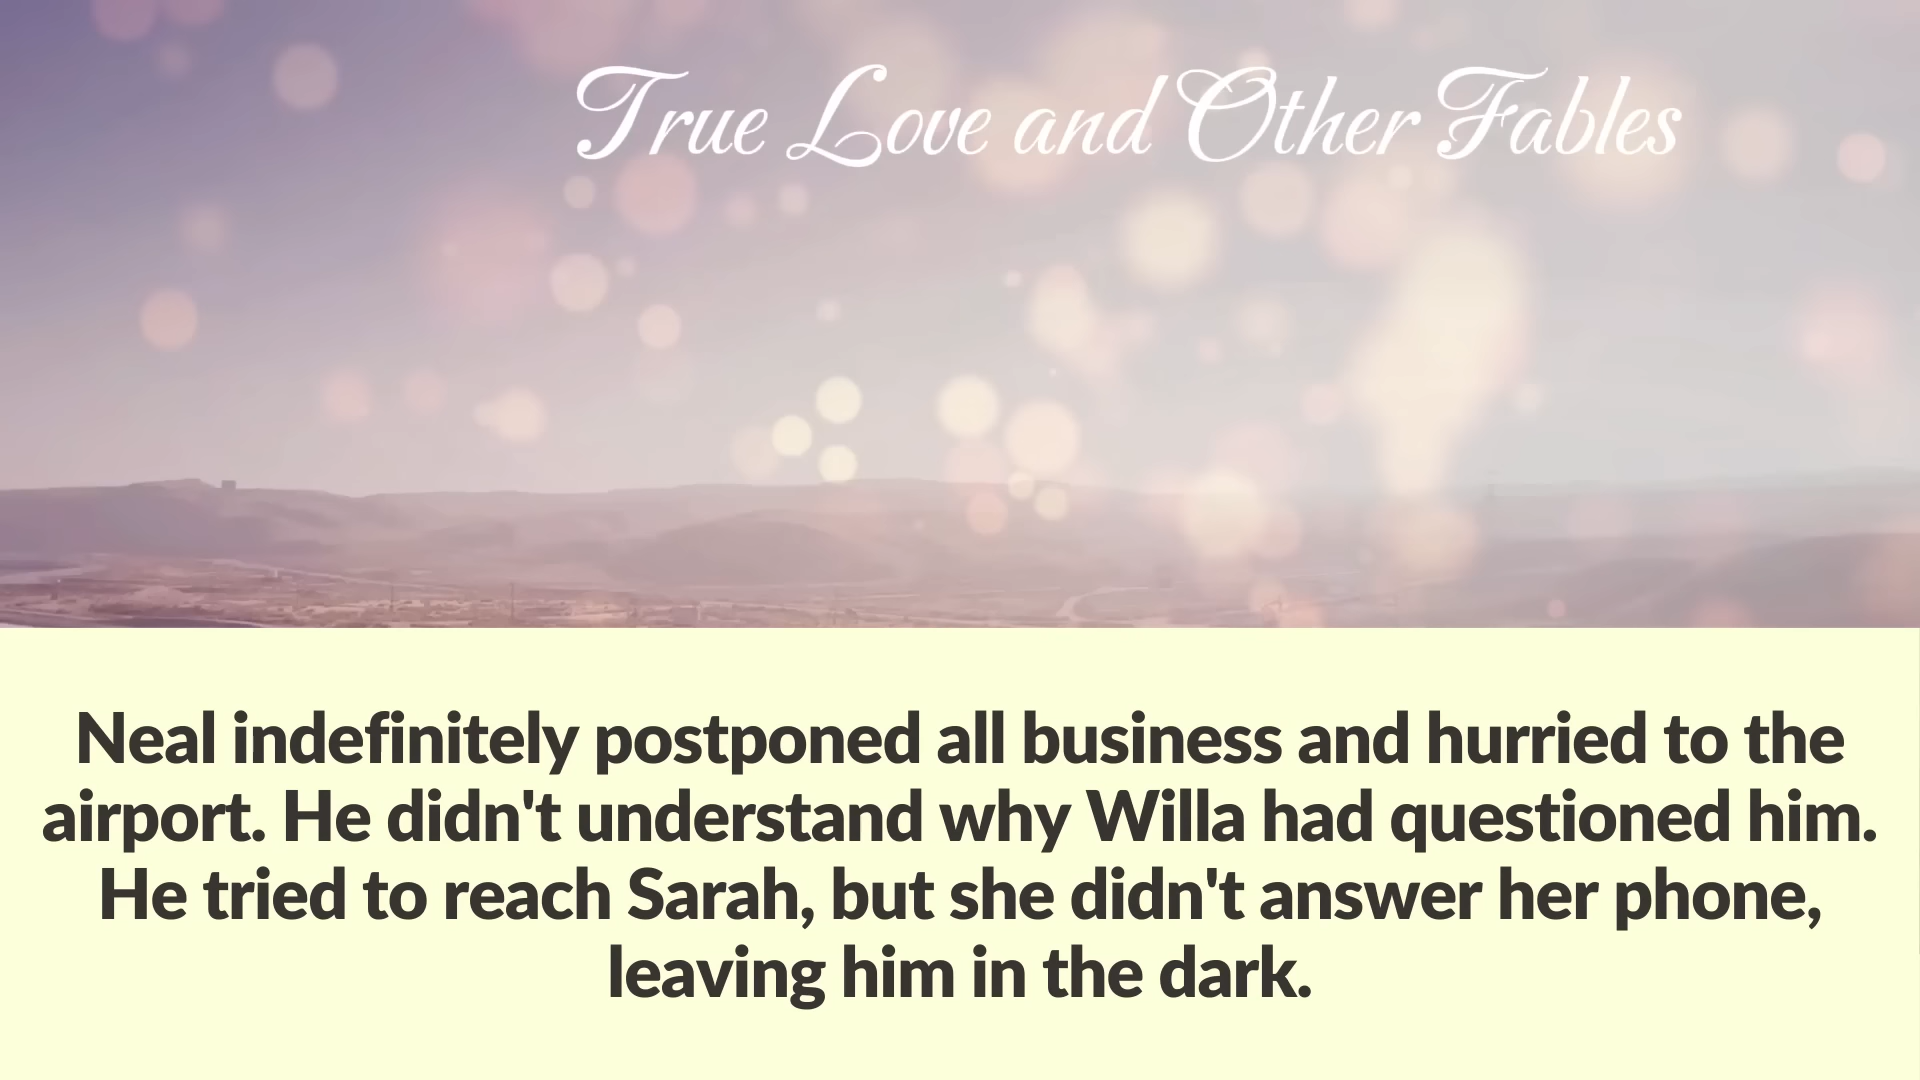 True Love and Other Fables
Neal indefinitely postponed all business and hurried to the
airport. He didn't understand why Willa had questioned him.
He tried to reach Sarah, but she didn't answer her phone,
leaving him in the dark.